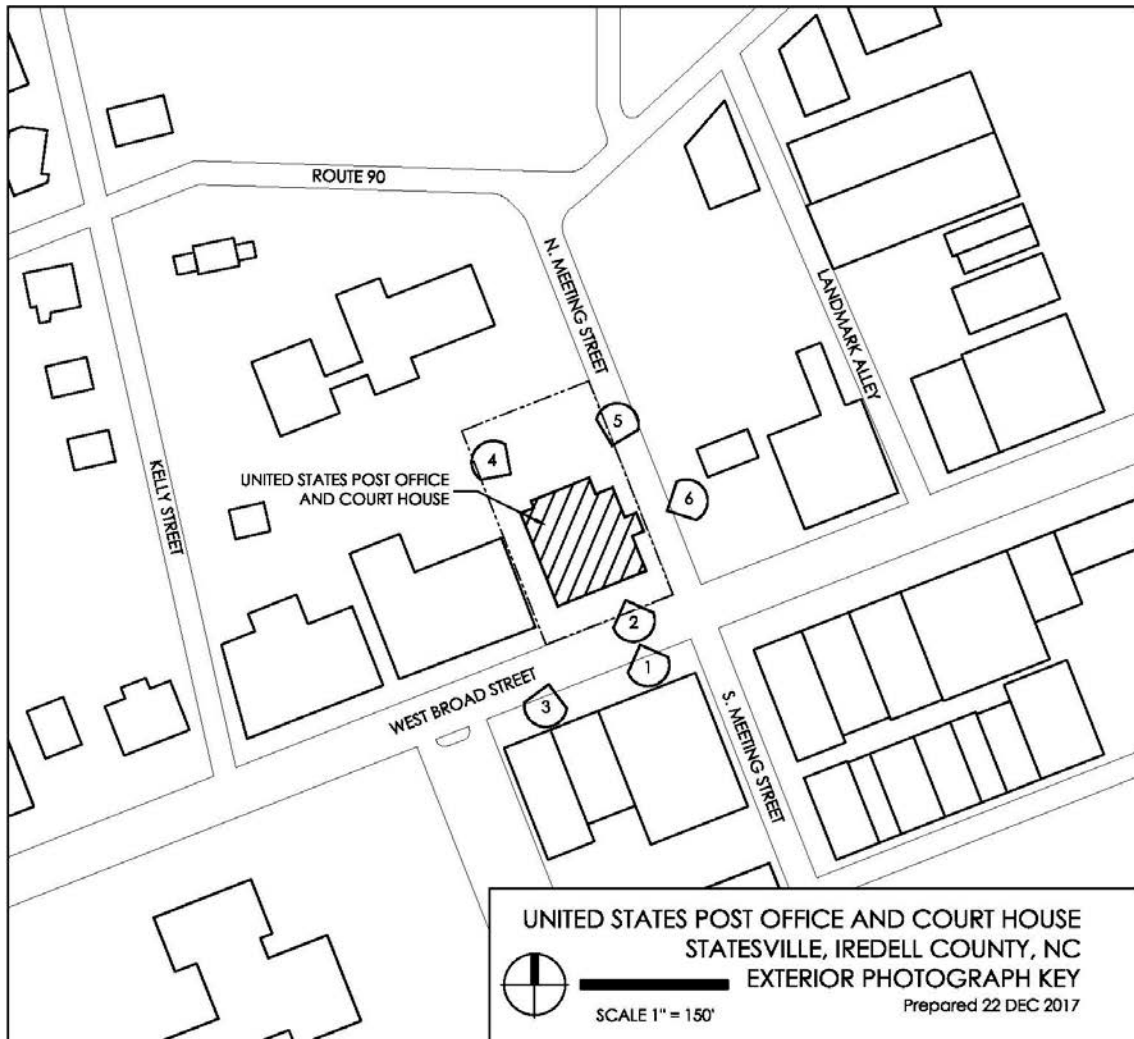 ROUTE 90
N. MEETING STREET
LANDMARK ALLEY
KELLY STREET
5
4
UNITED STATES POST OFFICE
AND COURT HOUSE
6
2
1
3
WEST BROAD STREET
S. MEETING STREET
UNITED STATES POST OFFICE AND COURT HOUSE
STATESVILLE, IREDELL COUNTY, NC
EXTERIOR PHOTOGRAPH KEY
Prepared 22 DEC 2017
SCALE 1" = 150'